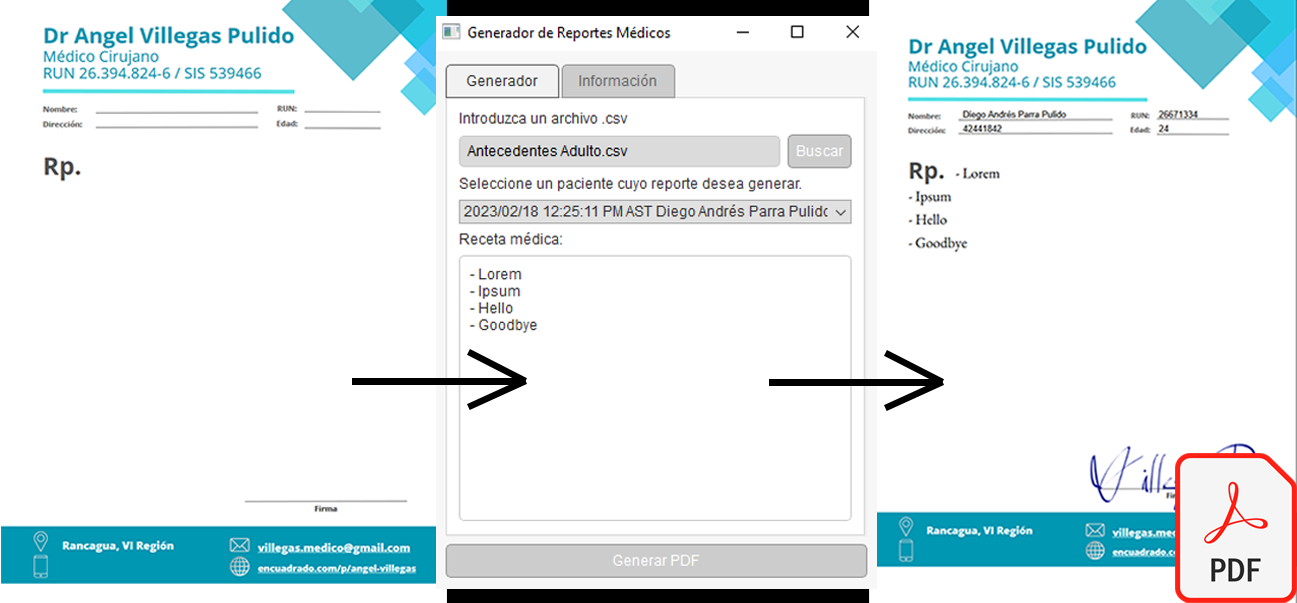 Dr Angel Villegas Pulido
Médico Cirujano
RUN 26.394.824-6 / SIS 539466
Nombre:
RUN:
Dirección:
Edad:
Rp.
Firma
Rancagua, VI Región
villegas.medico@gmail.com
encuadrado.com/p/angel-villegas
Generador de Reportes Médicos
Generador
Información
Introduzca un archivo .csv
Antecedentes Adulto.csv
Buscar
Seleccione un paciente cuyo reporte desea generar.
2023/02/18 12:25:11 PM AST Diego Andrés Parra Pulido
Receta médica:
- Lorem
- Ipsum
- Hello
- Goodbye
Generar PDF
Dr Angel Villegas Pulido
Médico Cirujano
RUN 26.394.824-6 / SIS 539466
Nombre: Diego Andrés Parra Pulido RUN: 26671334
Dirección: 42441842 Edad: 24
Rp. - Lorem
- Ipsum
- Hello
- Goodbye
Rancagua, VI Región
villegas.me
encuadrado.c
PDF